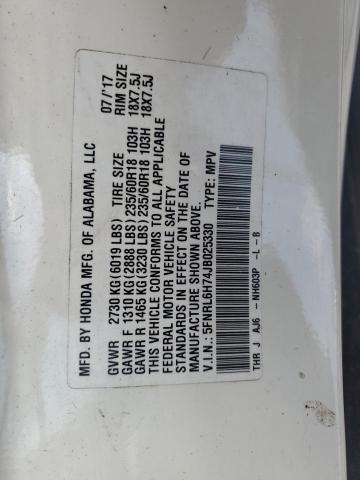 MFD. BY HONDA MFG. OF ALABAMA, LLC 07/'17
GVWR 2730 KG(6019 LBS) TIRE SIZE RIM SIZE
GAWR F 1310 KG(2888 LBS) 235/60R18 103H 18X7.5J
GAWR R 1465 KG(3230 LBS) 235/60R18 103H 18X7.5J
THIS VEHICLE CONFORMS TO ALL APPLICABLE
FEDERAL MOTOR VEHICLE SAFETY
STANDARDS IN EFFECT ON THE DATE OF
MANUFACTURE SHOWN ABOVE.
V.I.N.: 5FNRL6H74JB025330 TYPE: MPV
THR J AJ6 - NH603P -L -B